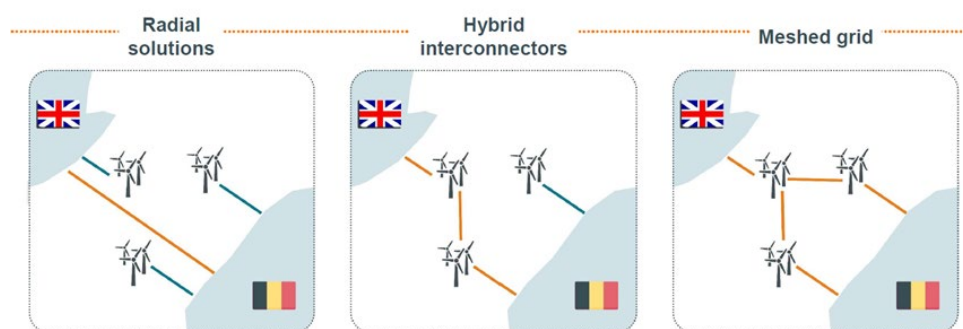 Radial
solutions
Hybrid
interconnectors
Meshed grid